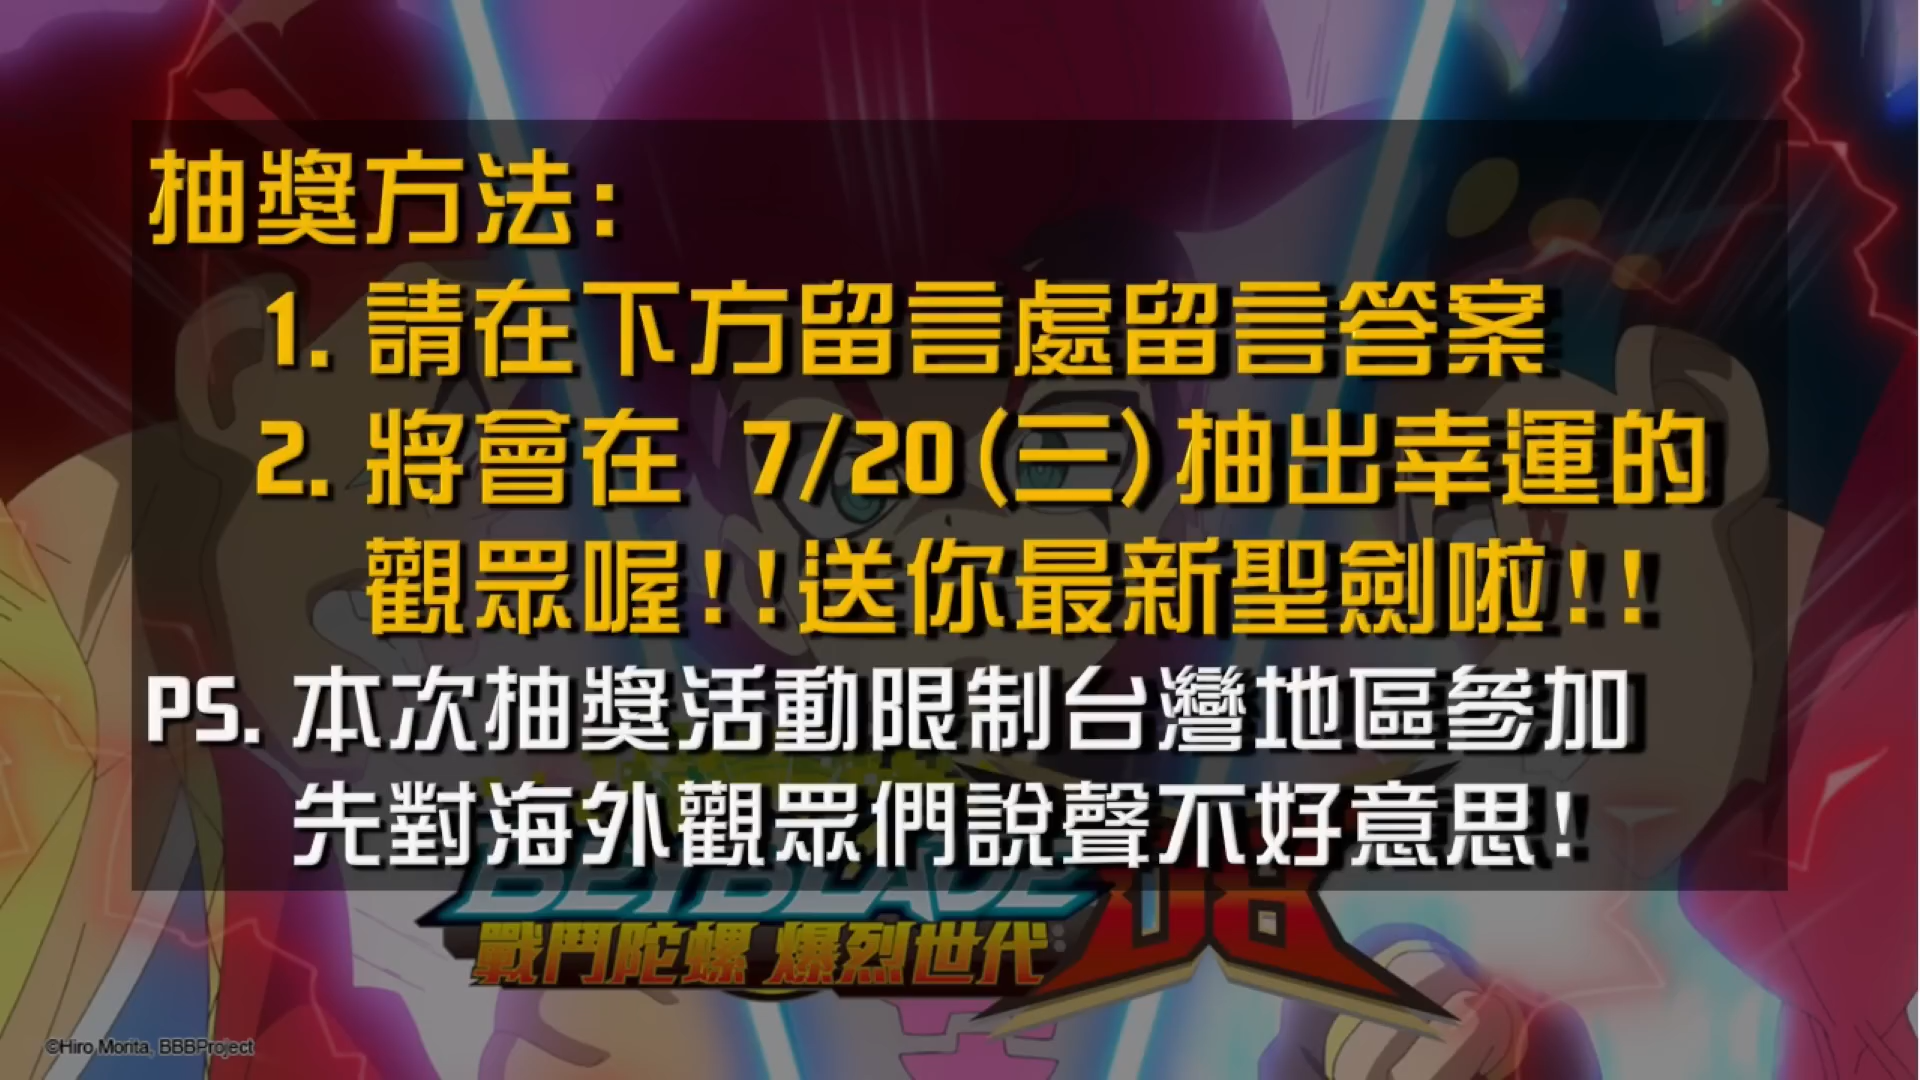 抽獎方法:
1. 請在下方留言處留言答案
2. 將會在 7/20(三)抽出幸運的
觀眾喔!!送你最新聖劍啦!!
PS. 本次抽獎活動限制台灣地區參加
先對海外觀眾們說聲不好意思!
BEYBLADE
戰鬥陀螺 爆烈世代
DB
©Hiro Morita, BBBProject